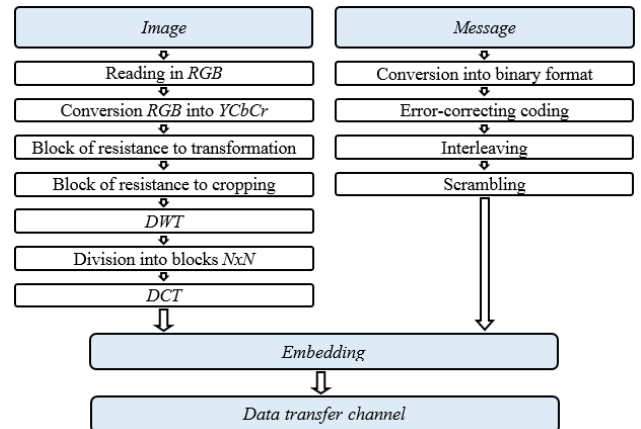 Image
Reading in RGB
Conversion RGB into YCbCr
Block of resistance to transformation
Block of resistance to cropping
DWT
Division into blocks NxN
DCT
Message
Conversion into binary format
Error-correcting coding
Interleaving
Scrambling
Embedding
Data transfer channel